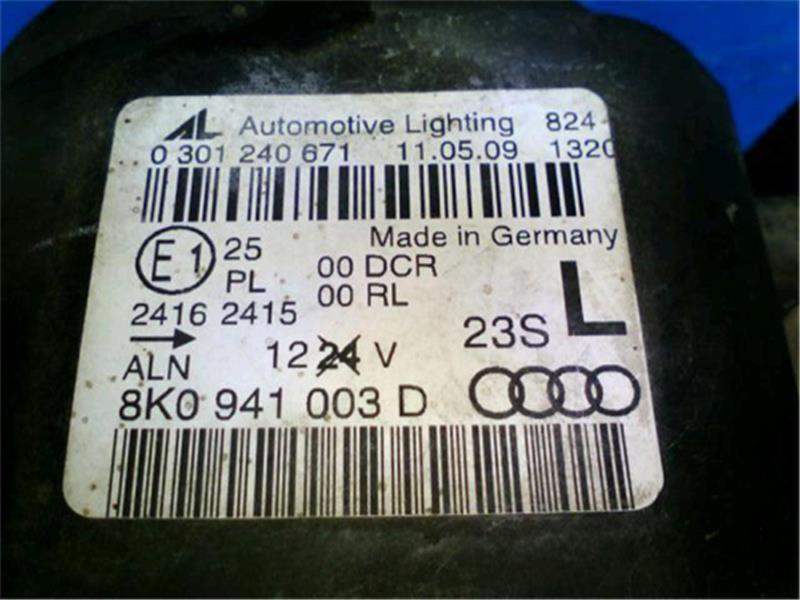 AL Automotive Lighting 824
0 301 240 671 11.05.09 1320
Made in Germany
E1 25 00 DCR
PL 00 RL
2416 2415 L
12 24 V 23S
ALN
8K0 941 003 D